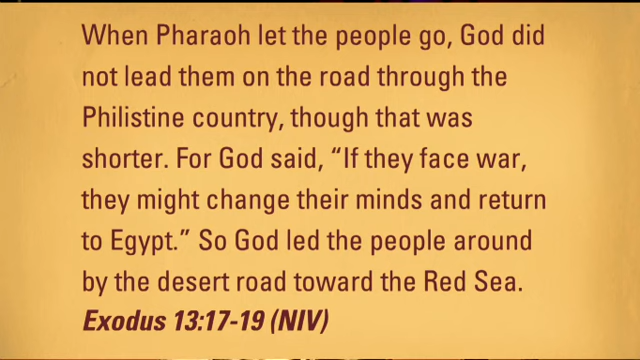 When Pharaoh let the people go, God did
not lead them on the road through the
Philistine country, though that was
shorter. For God said, “If they face war,
they might change their minds and return
to Egypt.” So God led the people around
by the desert road toward the Red Sea.
Exodus 13:17-19 (NIV)